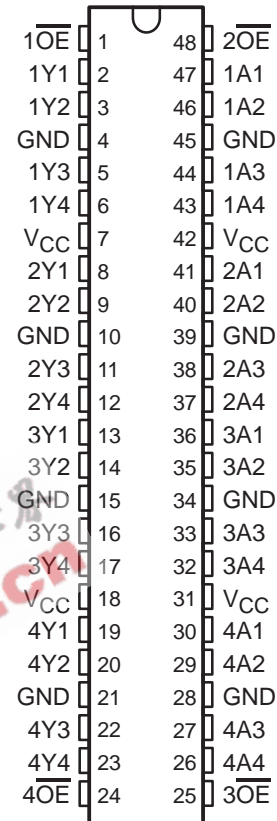 1O̅E̅ 1 48 2O̅E̅
1Y1 2 47 1A1
1Y2 3 46 1A2
GND 4 45 GND
1Y3 5 44 1A3
1Y4 6 43 1A4
VCC 7 42 VCC
2Y1 8 41 2A1
2Y2 9 40 2A2
GND 10 39 GND
2Y3 11 38 2A3
2Y4 12 37 2A4
3Y1 13 36 3A1
3Y2 14 35 3A2
GND 15 34 GND
3Y3 16 33 3A3
3Y4 17 32 3A4
VCC 18 31 VCC
4Y1 19 30 4A1
4Y2 20 29 4A2
GND 21 28 GND
4Y3 22 27 4A3
4Y4 23 26 4A4
4O̅E̅ 24 25 3O̅E̅